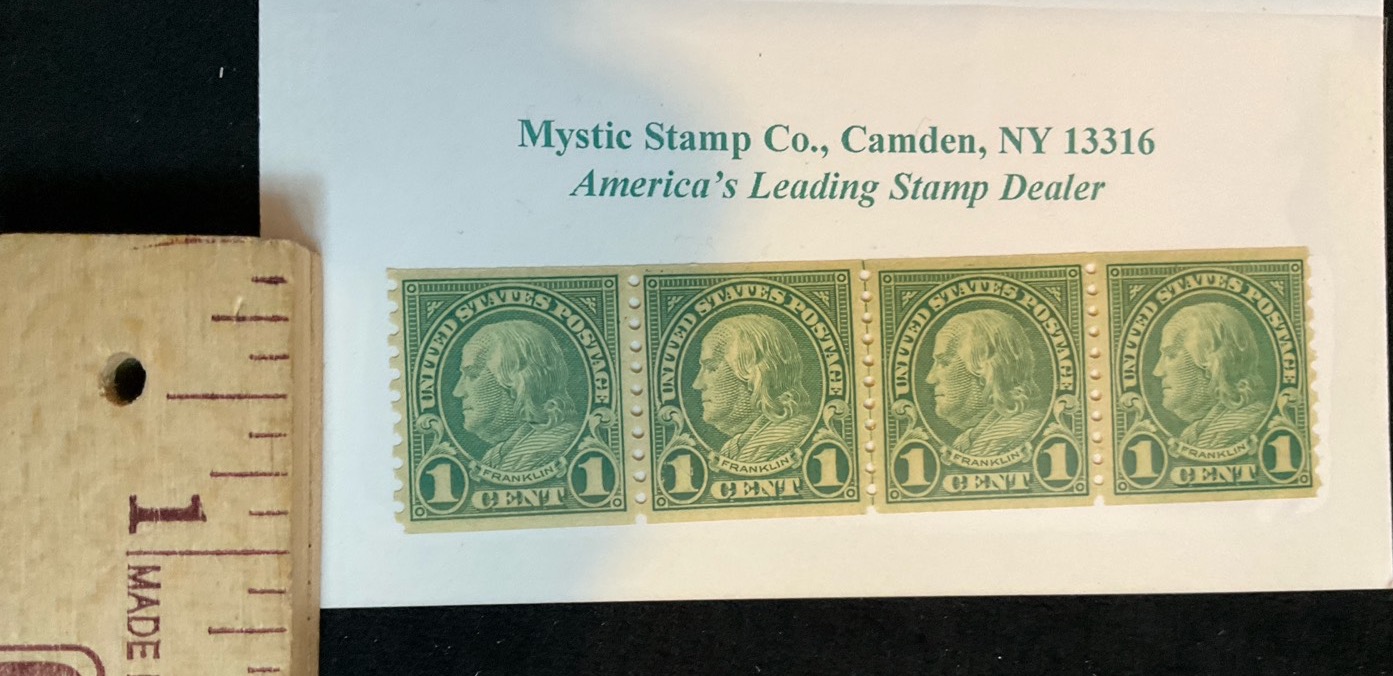 Mystic Stamp Co., Camden, NY 13316
America's Leading Stamp Dealer
UNITED STATES POSTAGE
FRANKLIN
1 CENT 1
UNITED STATES POSTAGE
FRANKLIN
1 CENT 1
UNITED STATES POSTAGE
FRANKLIN
1 CENT 1
UNITED STATES POSTAGE
FRANKLIN
1 CENT 1
1
MADE